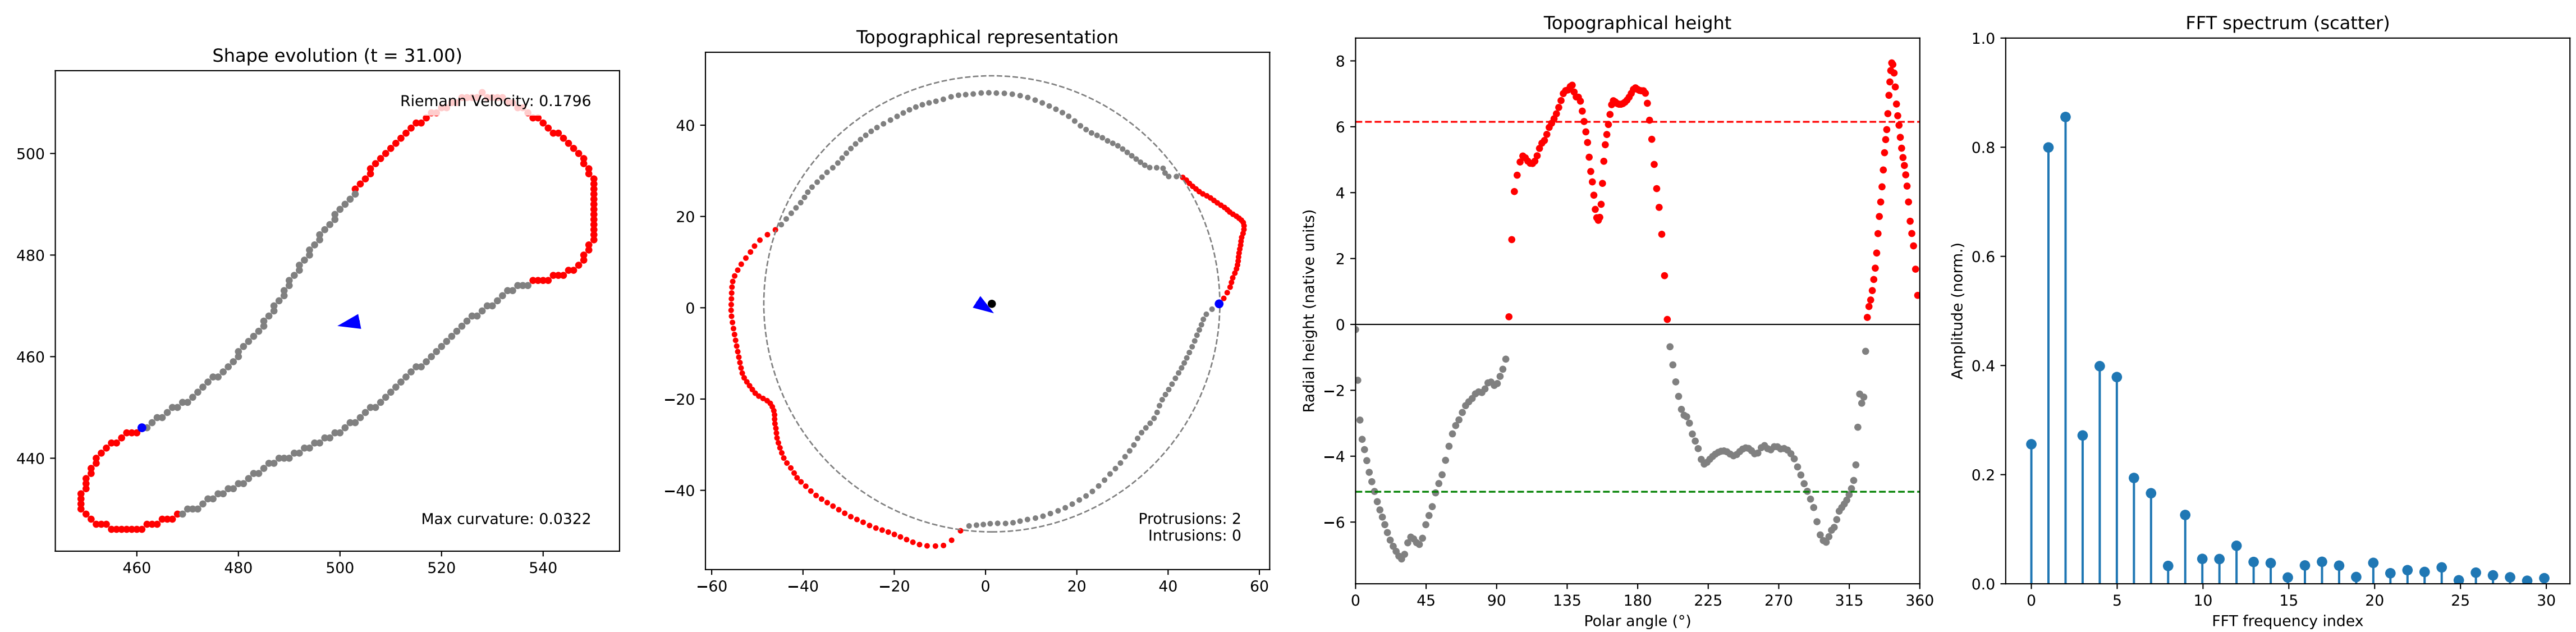 Shape evolution (t = 31.00)
Riemann Velocity: 0.1796
Max curvature: 0.0322
500
480
460
440
460 480 500 520 540
Topographical representation
40
20
0
−20
−40
−60 −40 −20 0 20 40 60
Protrusions: 2
Intrusions: 0
Topographical height
Radial height (native units)
8
6
4
2
0
−2
−4
−6
0 45 90 135 180 225 270 315 360
Polar angle (°)
FFT spectrum (scatter)
Amplitude (norm.)
1.0
0.8
0.6
0.4
0.2
0.0
0 5 10 15 20 25 30
FFT frequency index